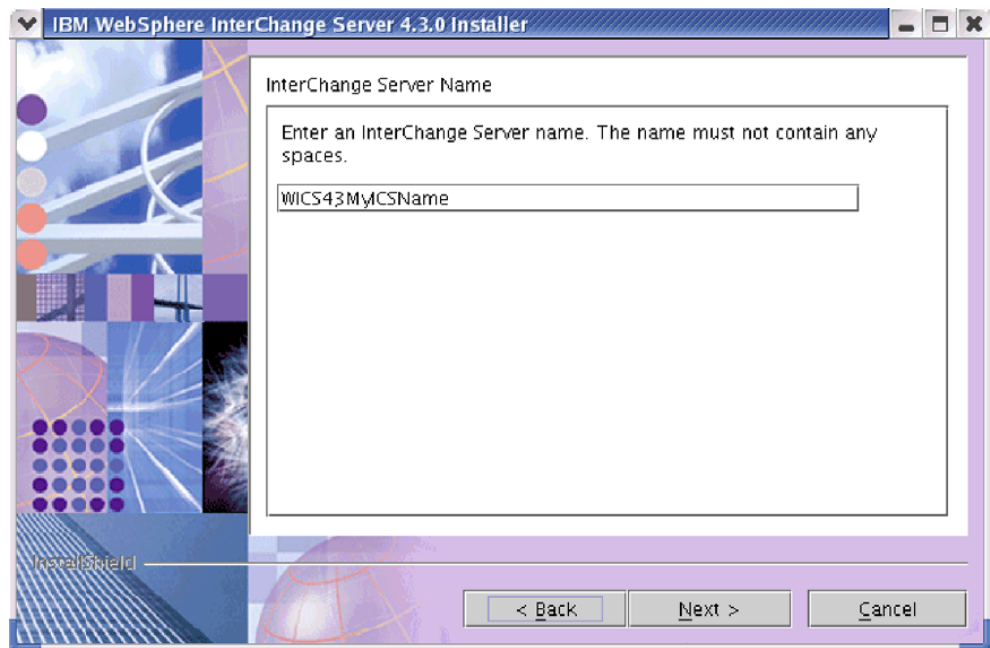 IBM WebSphere InterChange Server 4.3.0 Installer
InterChange Server Name
Enter an InterChange Server name. The name must not contain any
spaces.
WICS43MyICSName
InstallShield
< Back
Next >
Cancel